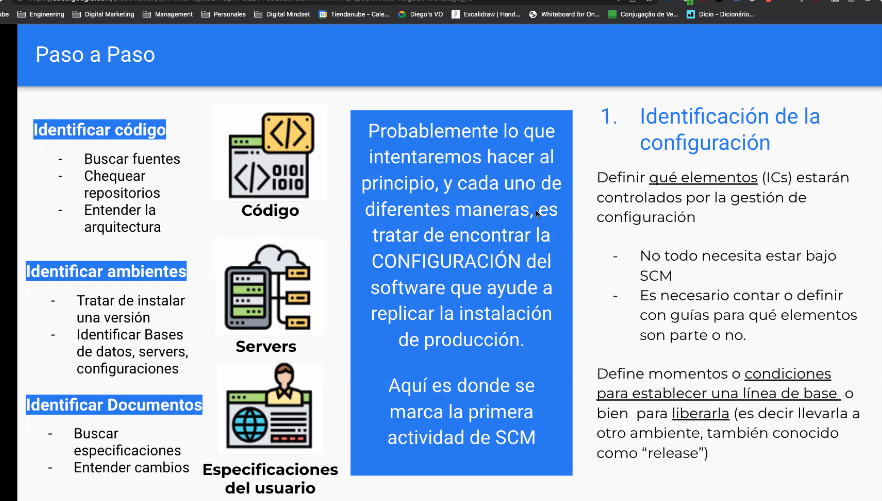 Engineering
Digital Marketing
Management
Personales
Digital Mindset
Tiendanube - Cale...
Diego's VO
Excalidraw | Hand...
Whiteboard for On...
Conjugação de Ve...
Dicio - Dicionário...
Paso a Paso
Identificar código
- Buscar fuentes
- Chequear
repositorios
- Entender la
arquitectura
Código
Identificar ambientes
- Tratar de instalar
una versión
- Identificar Bases
de datos, servers,
configuraciones
Servers
Identificar Documentos
- Buscar
especificaciones
- Entender cambios
Especificaciones
del usuario
Probablemente lo que
intentaremos hacer al
principio, y cada uno de
diferentes maneras, es
tratar de encontrar la
CONFIGURACIÓN del
software que ayude a
replicar la instalación
de producción.
Aquí es donde se
marca la primera
actividad de SCM
1. Identificación de la
configuración
Definir qué elementos (ICs) estarán
controlados por la gestión de
configuración
- No todo necesita estar bajo
SCM
- Es necesario contar o definir
con guías para qué elementos
son parte o no.
Define momentos o condiciones
para establecer una línea de base o
bien para liberarla (es decir llevarla a
otro ambiente, también conocido
como “release”)